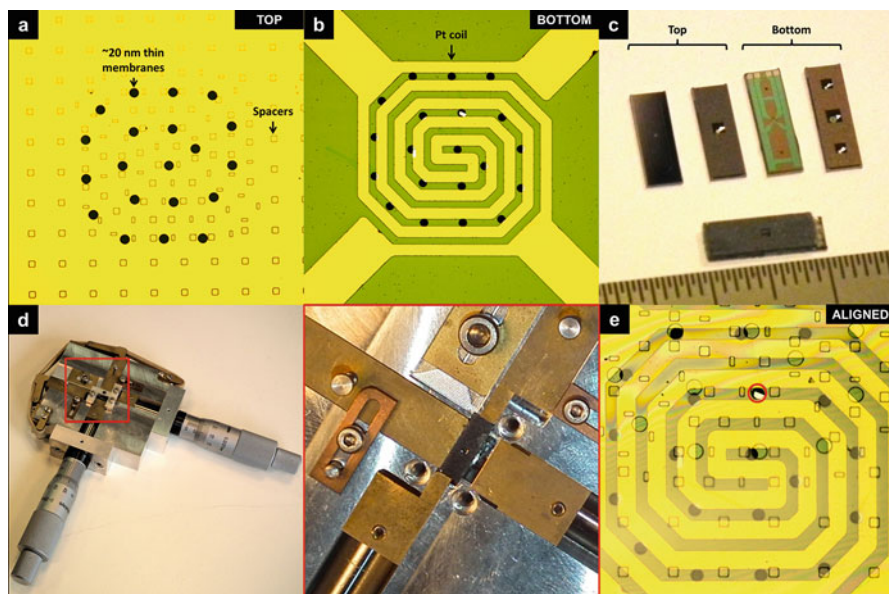 a
TOP
~20 nm thin
membranes
Spacers
b
BOTTOM
Pt coil
c
Top
Bottom
d
e
ALIGNED